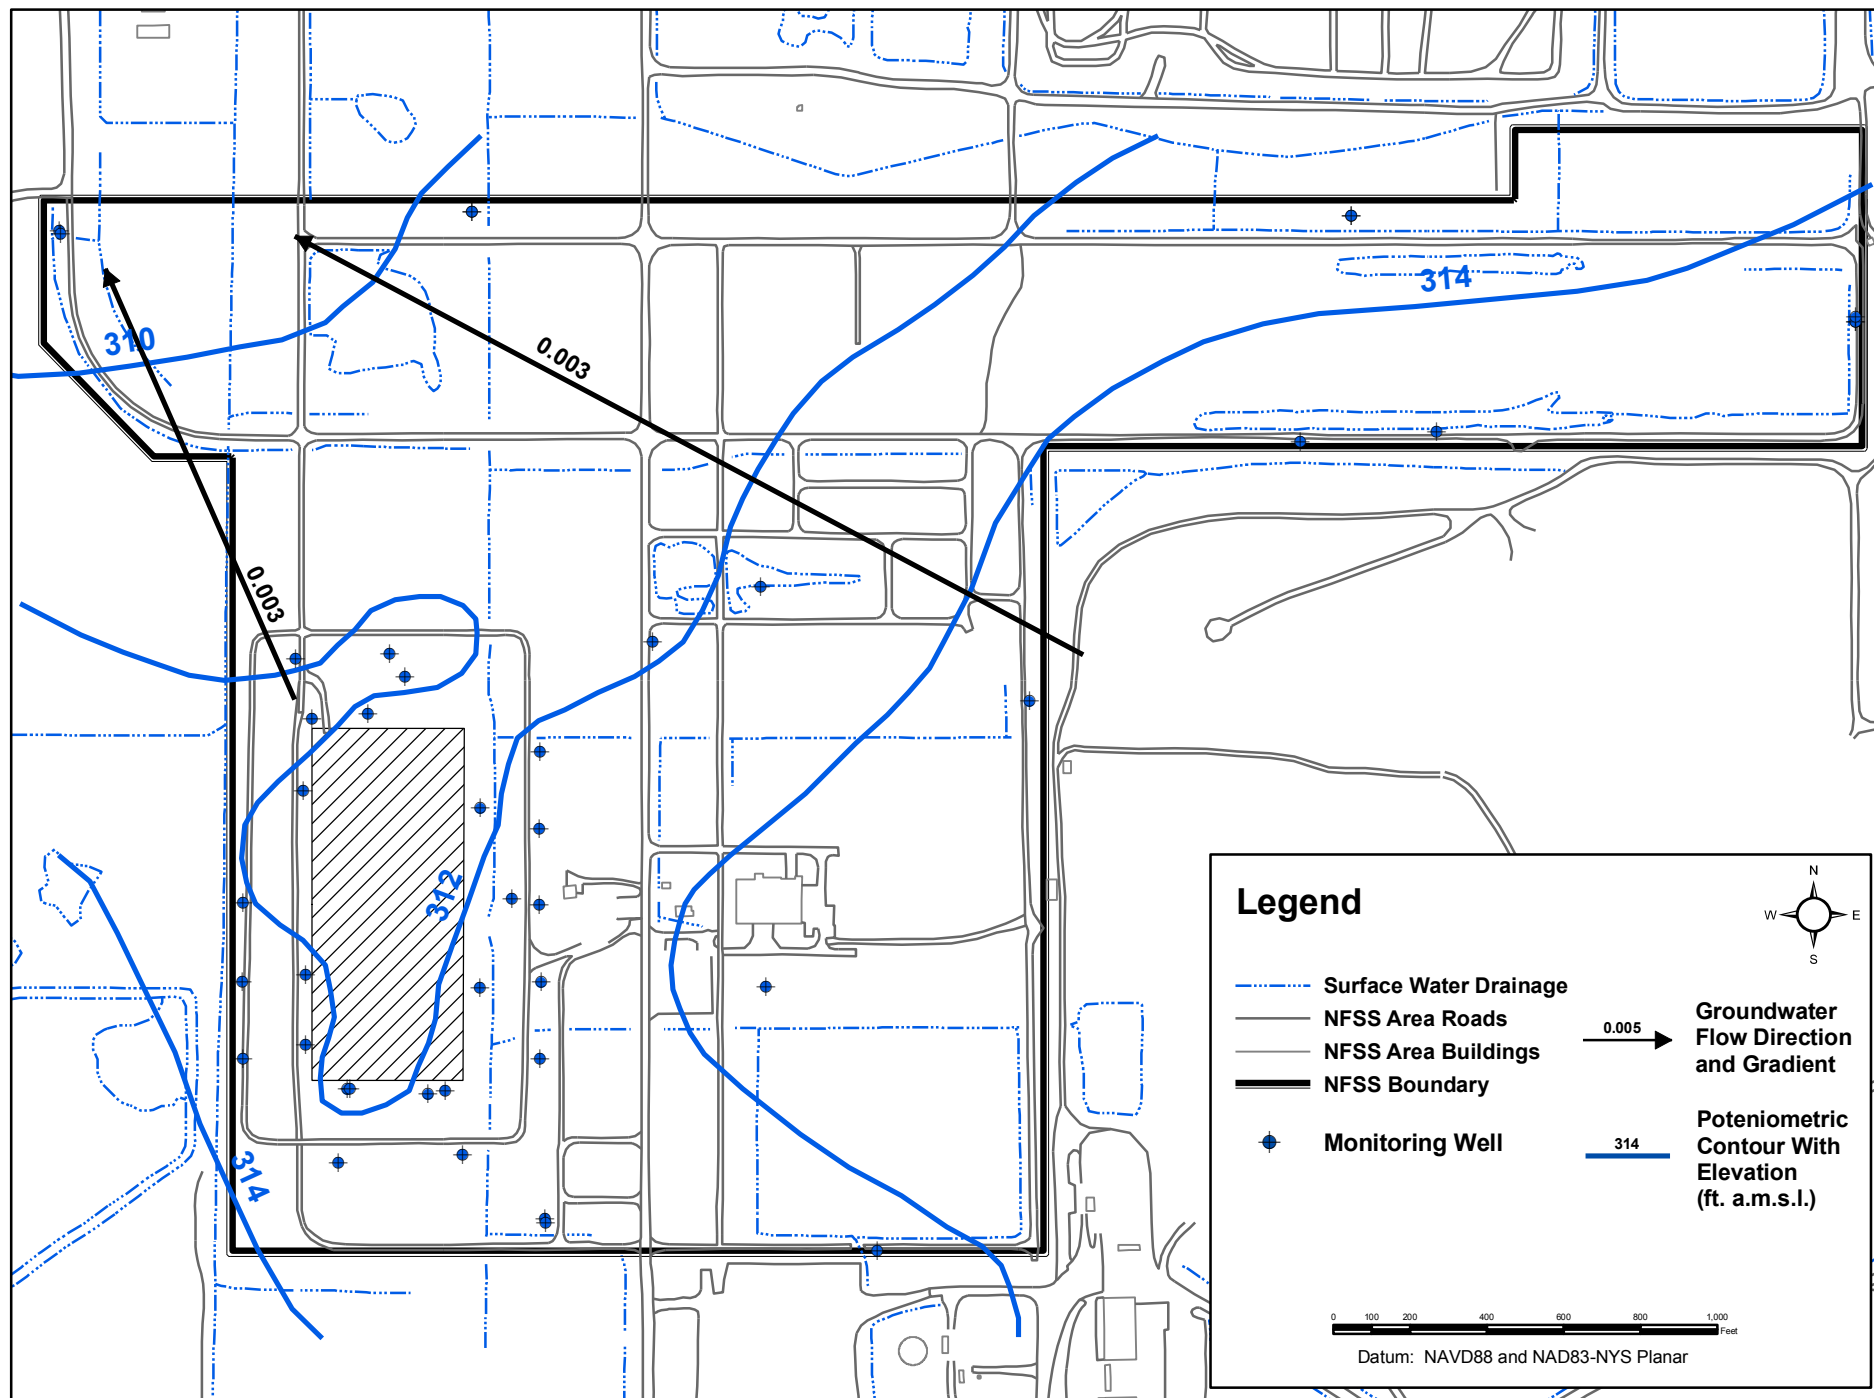 314
310
0.003
0.003
312
314
Legend
N
W
E
S
Surface Water Drainage
NFSS Area Roads
NFSS Area Buildings
NFSS Boundary
Monitoring Well
0.005
Groundwater
Flow Direction
and Gradient
314
Poteniometric
Contour With
Elevation
(ft. a.m.s.l.)
0 100 200 400 600 800 1,000
Feet
Datum: NAVD88 and NAD83-NYS Planar